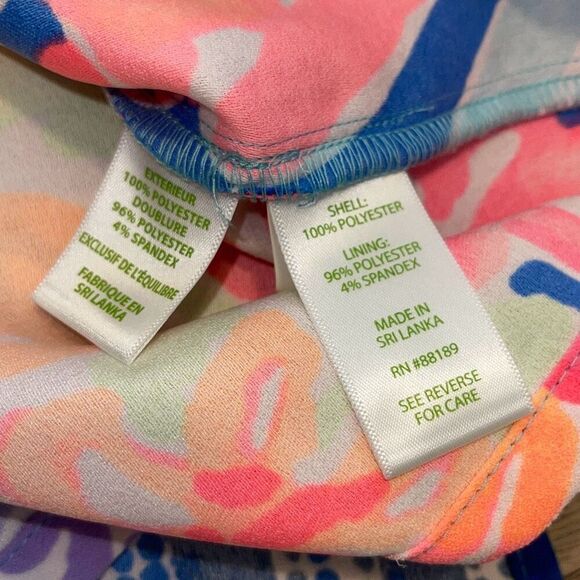 EXTERIEUR
100% POLYESTER
DOUBLURE
96% POLYESTER
4% SPANDEX
EXCLUSIF DE L'ÉQUILIBRE
FABRIQUE EN
SRI LANKA
SHELL:
100% POLYESTER
LINING:
96% POLYESTER
4% SPANDEX
MADE IN
SRI LANKA
RN #88189
SEE REVERSE
FOR CARE